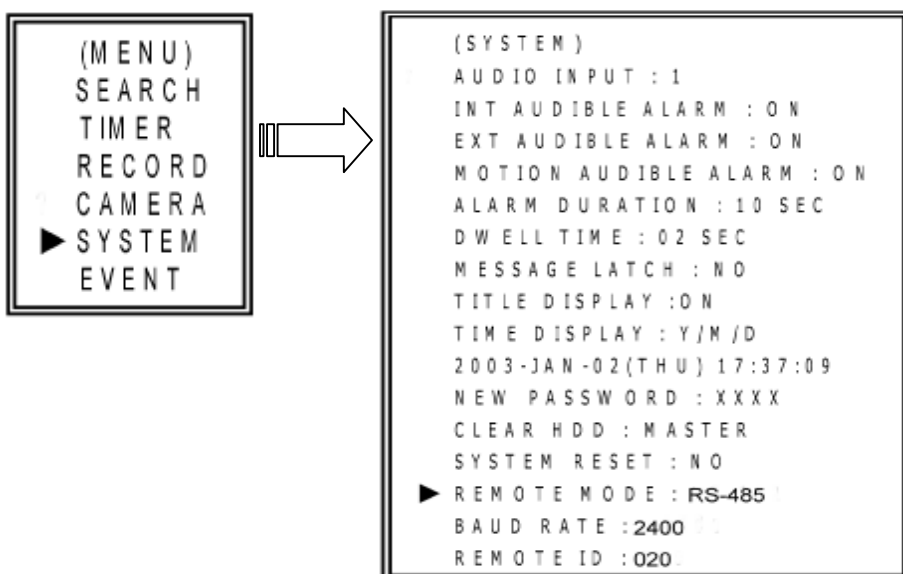 (MENU)
SEARCH
TIMER
RECORD
CAMERA
SYSTEM
EVENT
(SYSTEM)
AUDIO INPUT : 1
INT AUDIBLE ALARM : ON
EXT AUDIBLE ALARM : ON
MOTION AUDIBLE ALARM : ON
ALARM DURATION : 10 SEC
DWELL TIME : 02 SEC
MESSAGE LATCH : NO
TITLE DISPLAY :ON
TIME DISPLAY : Y/M/D
2003-JAN-02(THU) 17:37:09
NEW PASSWORD : XXXX
CLEAR HDD : MASTER
SYSTEM RESET : NO
REMOTE MODE : RS-485
BAUD RATE :2400
REMOTE ID :020